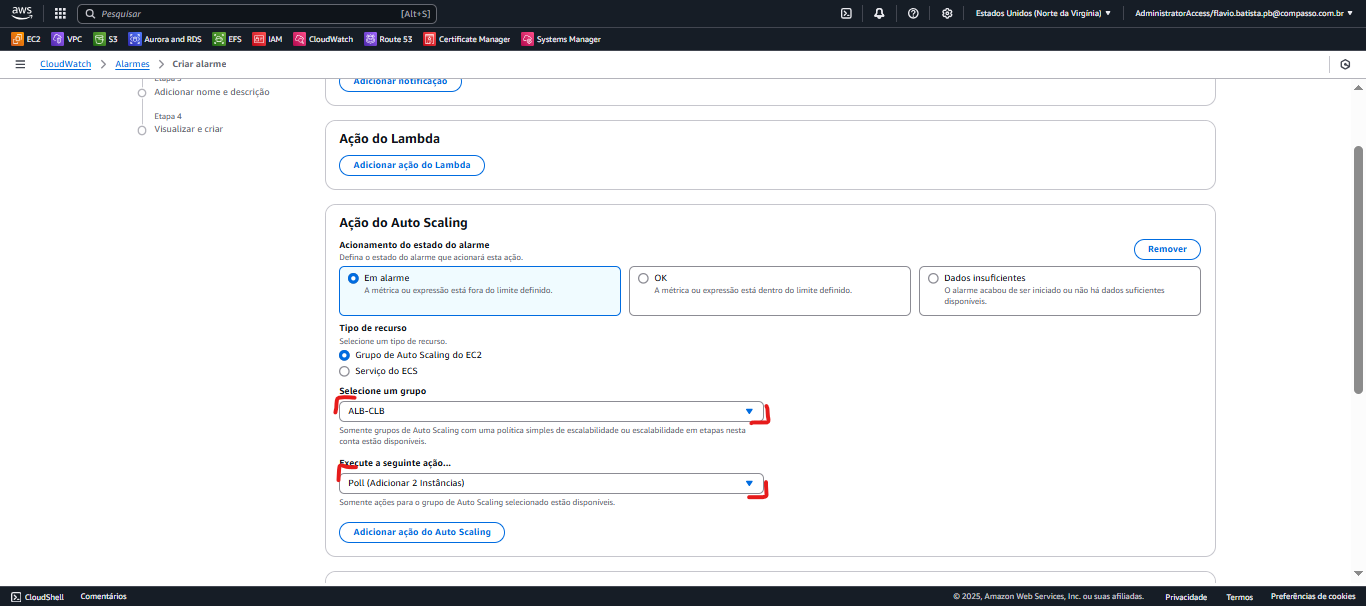 aws
Pesquisar
[Alt+S]
Estados Unidos (Norte da Virgínia)
AdministratorAccess/flavio.batista.pb@compasso.com.br
EC2
VPC
S3
Aurora and RDS
EFS
IAM
CloudWatch
Route 53
Certificate Manager
Systems Manager
CloudWatch
Alarmes
Criar alarme
Etapa 3
Adicionar nome e descrição
Etapa 4
Visualizar e criar
Adicionar notificação
Ação do Lambda
Adicionar ação do Lambda
Ação do Auto Scaling
Acionamento do estado do alarme
Defina o estado do alarme que acionará esta ação.
Remover
Em alarme
A métrica ou expressão está fora do limite definido.
OK
A métrica ou expressão está dentro do limite definido.
Dados insuficientes
O alarme acabou de ser iniciado ou não há dados suficientes
disponíveis.
Tipo de recurso
Selecione um tipo de recurso.
Grupo de Auto Scaling do EC2
Serviço do ECS
Selecione um grupo
ALB-CLB
Somente grupos de Auto Scaling com uma política simples de escalabilidade ou escalabilidade em etapas nesta
conta estão disponíveis.
Execute a seguinte ação...
Poll (Adicionar 2 Instâncias)
Somente ações para o grupo de Auto Scaling selecionado estão disponíveis.
Adicionar ação do Auto Scaling
CloudShell
Comentários
© 2025, Amazon Web Services, Inc. ou suas afiliadas.
Privacidade
Termos
Preferências de cookies